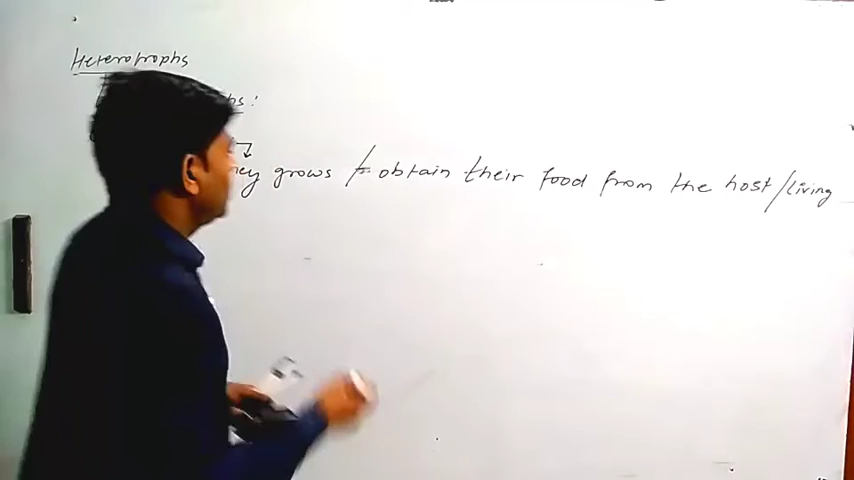 Heterotrophs
:
grows / obtain their food from the host/living